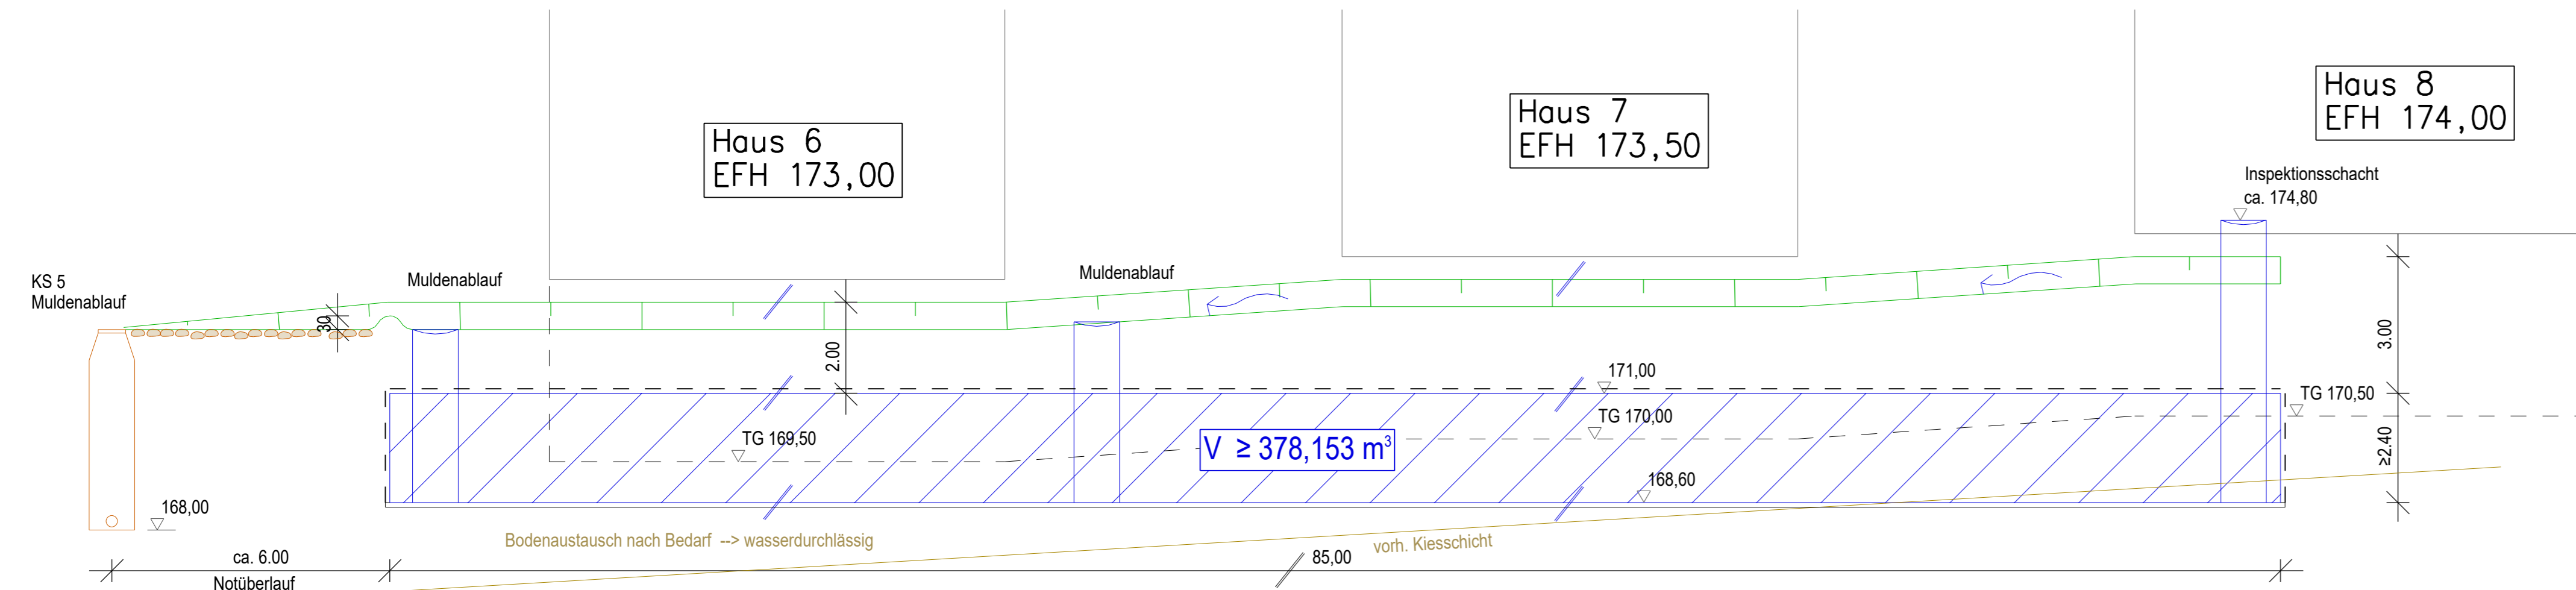 Haus 6
EFH 173,00
Haus 7
EFH 173,50
Haus 8
EFH 174,00
Inspektionsschacht
ca. 174,80
KS 5
Muldenablauf
Muldenablauf
Muldenablauf
30
2.00
3.00
171,00
TG 170,50
TG 170,00
TG 169,50
V ≥ 378,153 m³
≥2.40
168,60
168,00
Bodenaustausch nach Bedarf --> wasserdurchlässig
vorh. Kiesschicht
ca. 6.00
Notüberlauf
85,00